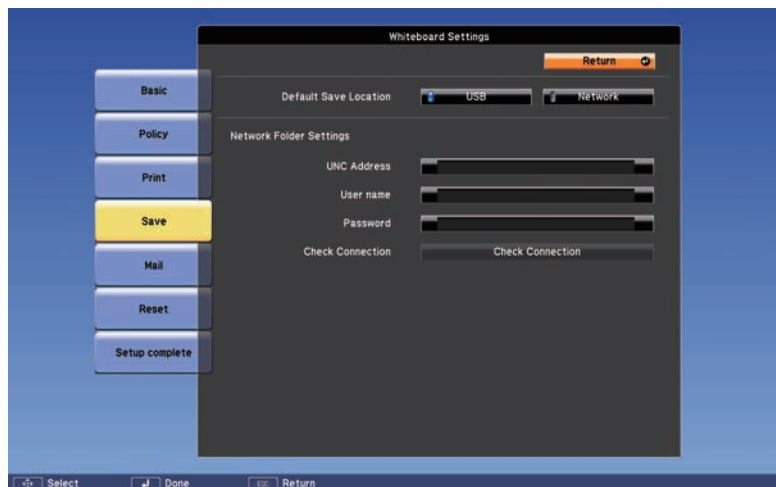 Whiteboard Settings
Return
Basic
Policy
Print
Save
Mail
Reset
Setup complete
Default Save Location USB Network
Network Folder Settings
UNC Address
User name
Password
Check Connection Check Connection
Select Done Esc Return